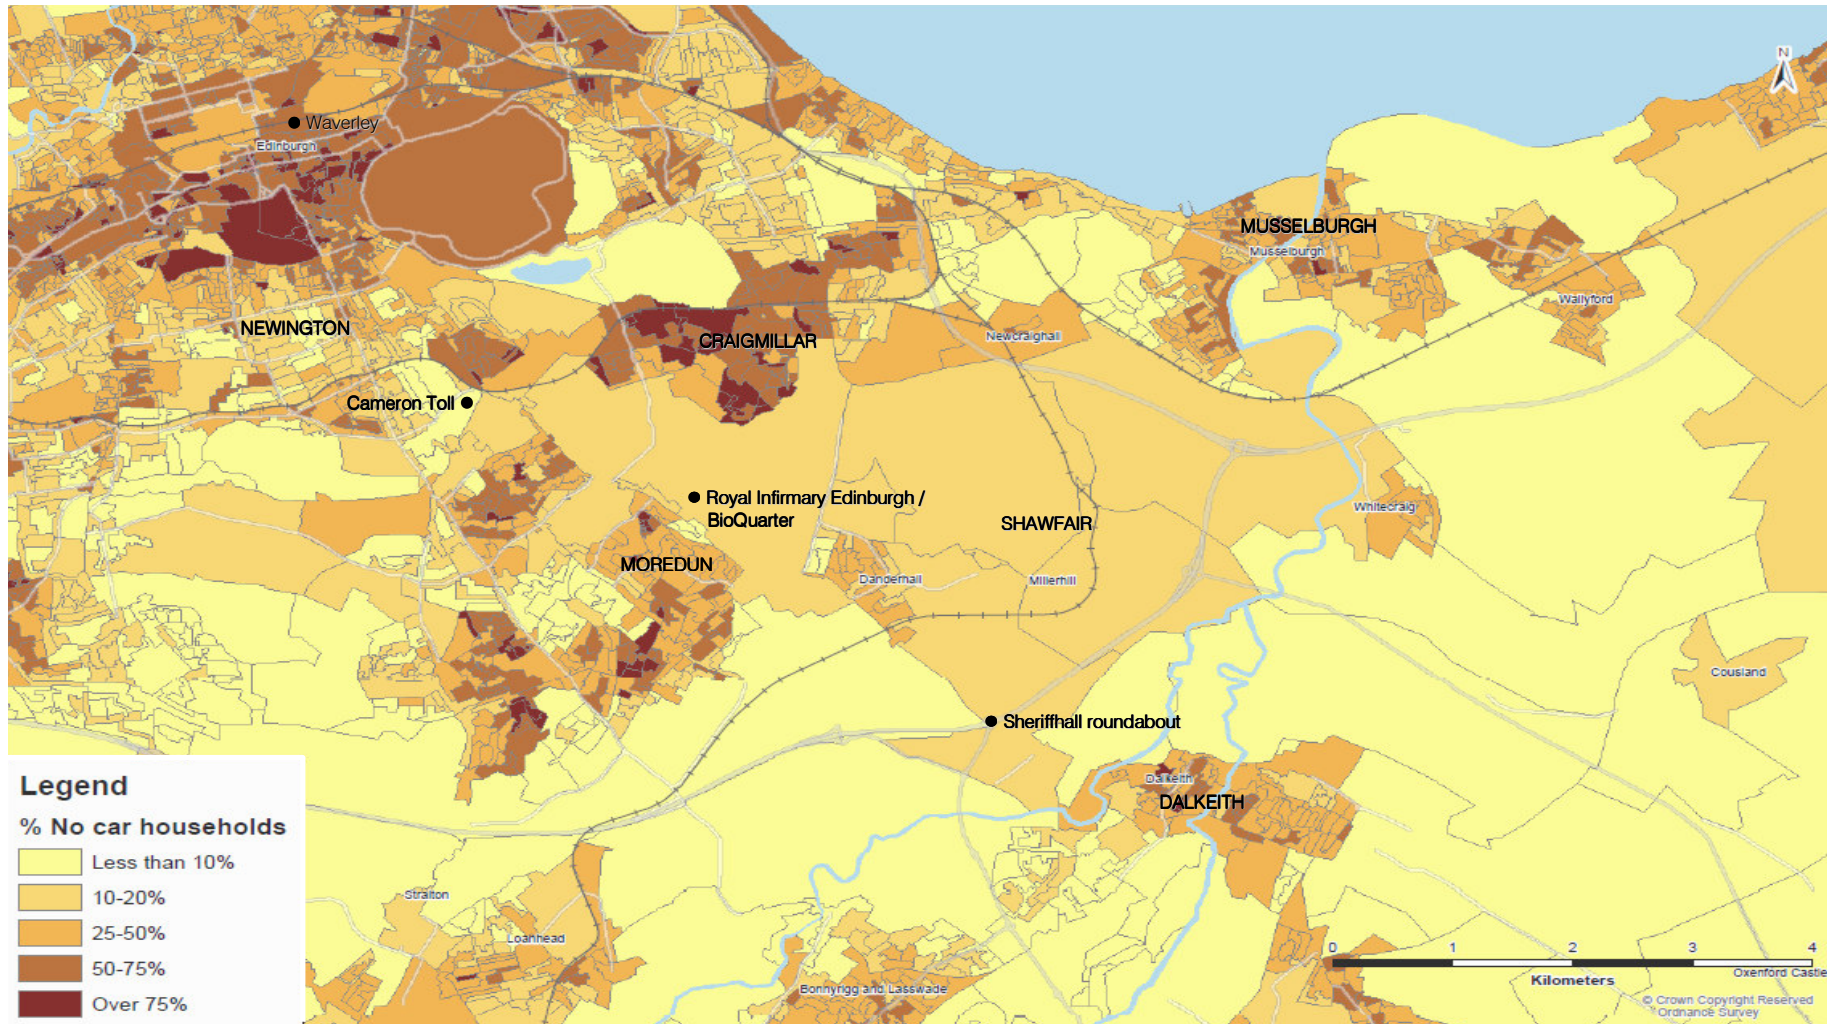 N
Waverley
Edinburgh
MUSSELBURGH
Musselburgh
Wallyford
NEWINGTON
CRAIGMILLAR
Newcraighall
Cameron Toll
Royal Infirmary Edinburgh /
BioQuarter
Whitecraig
SHAWFAIR
MOREDUN
Danderhall
Millerhill
Cousland
Sheriffhall roundabout
Dalkeith
DALKEITH
Legend
% No car households
Less than 10%
10-20%
25-50%
50-75%
Over 75%
Straiton
Loanhead
Bonnyrigg and Lasswade
0 1 2 3 4
Kilometers
Oxenford Castle
© Crown Copyright Reserved
Ordnance Survey